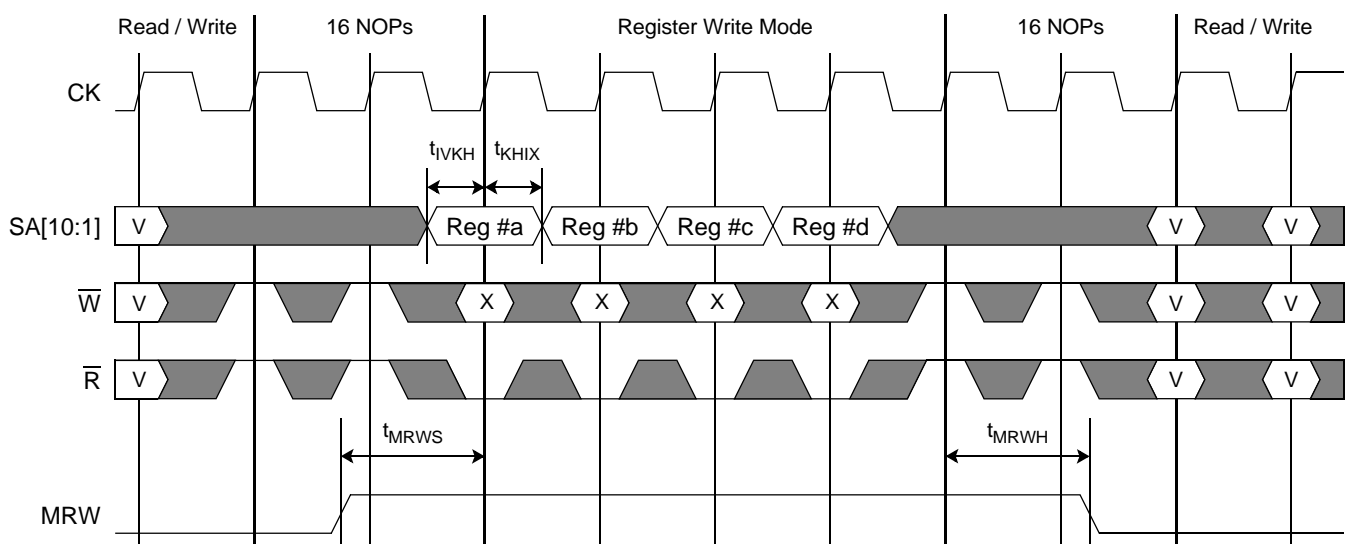 Read / Write 16 NOPs Register Write Mode 16 NOPs Read / Write
CK
tIVKH tKHIX
SA[10:1] V Reg #a Reg #b Reg #c Reg #d V V
W̅ V X X X X V V
R̅ V V V
tMRWS tMRWH
MRW